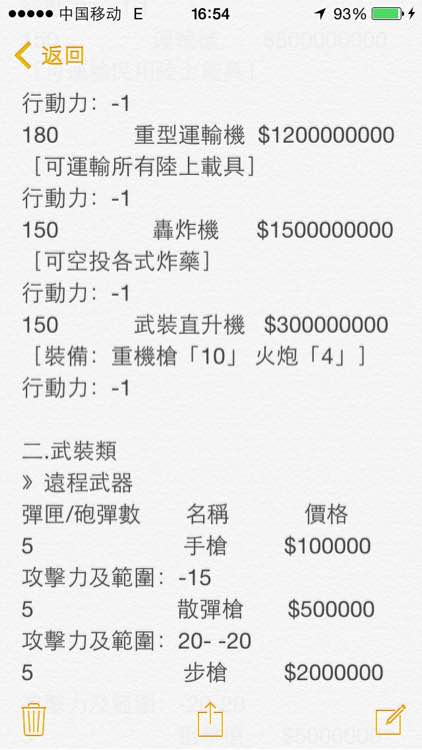 中国移动 E 16:54 93%
150 運輸機 $500000000
返回
行動力：-1
180 重型運輸機 $1200000000
［可運輸所有陸上載具］
行動力：-1
150 轟炸機 $1500000000
［可空投各式炸藥］
行動力：-1
150 武裝直升機 $300000000
［裝備：重機槍「10」 火炮「4」］
行動力：-1
二.武裝類
》遠程武器
彈匣/砲彈數 名稱 價格
5 手槍 $100000
攻擊力及範圍：-15
5 散彈槍 $500000
攻擊力及範圍：20- -20
5 步槍 $2000000